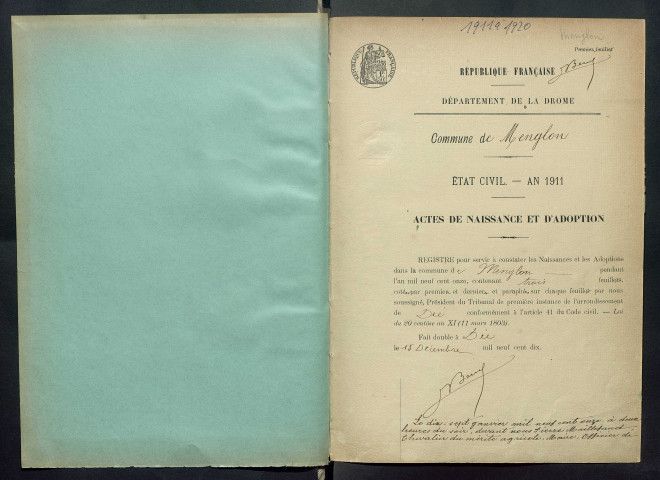 1911 à 1920
Menglon
Premier feuillet
RÉPUBLIQUE FRANÇAISE
RÉPUBLIQUE FRANÇAISE
DÉPARTEMENT DE LA DROME
Commune de Menglon
ÉTAT CIVIL. — AN 1911
ACTES DE NAISSANCE ET D'ADOPTION
REGISTRE pour servir à constater les Naissances et les Adoptions
dans la commune de Menglon pendant
l'an mil neuf cent onze, contenant trois feuillets,
cotés par premier et dernier et paraphés sur chaque feuillet par nous
soussigné, Président du Tribunal de première instance de l'arrondissement
de Die conformément à l'article 41 du Code civil. — Loi
du 20 ventôse an XI (11 mars 1803).
Fait double à Die
le 15 Décembre mil neuf cent dix.
Le dix sept janvier mil neuf cent onze, à deux
heures du soir, devant nous Pierre
Chevalier du mérite agricole, Maire, Officier de